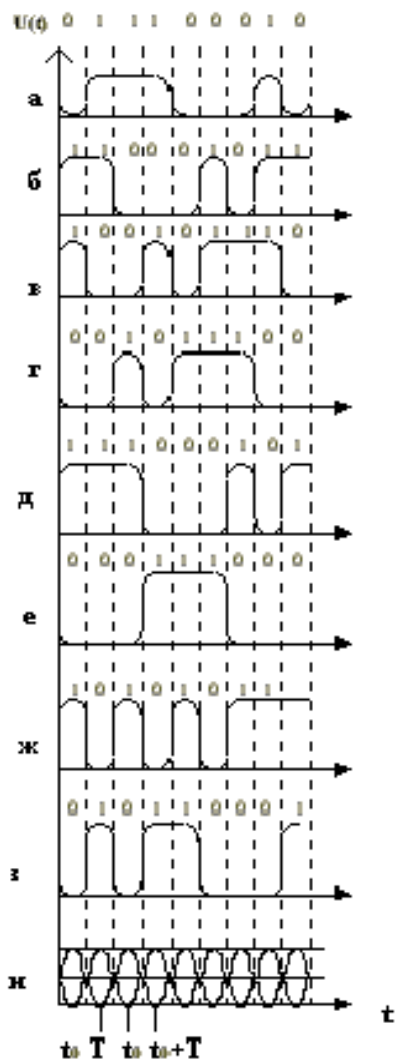 U(t) 0 1 1 1 0 0 0 1 0
а
1 1 0 0 0 1 0 1 1
б
1 0 0 1 0 1 1 1 0
в
0 0 1 0 1 1 1 0 0
г
1 1 1 0 0 0 1 0 1
д
0 0 0 1 1 1 0 0 0
е
1 0 1 0 1 0 1 1
ж
0 1 0 1 1 0 0 0 1
з
и
t
t₀ T t₀ t₀+T